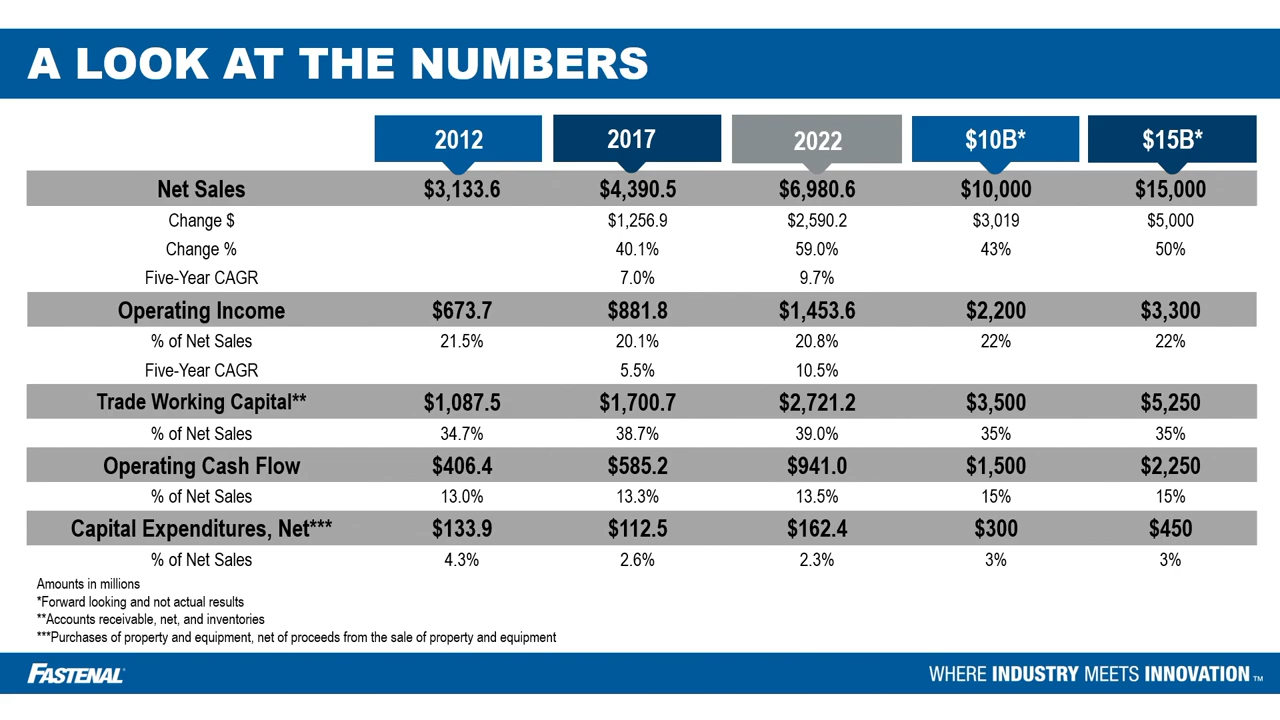 A LOOK AT THE NUMBERS
2012 2017 2022 $10B* $15B*
Net Sales $3,133.6 $4,390.5 $6,980.6 $10,000 $15,000
Change $ $1,256.9 $2,590.2 $3,019 $5,000
Change % 40.1% 59.0% 43% 50%
Five-Year CAGR 7.0% 9.7%
Operating Income $673.7 $881.8 $1,453.6 $2,200 $3,300
% of Net Sales 21.5% 20.1% 20.8% 22% 22%
Five-Year CAGR 5.5% 10.5%
Trade Working Capital** $1,087.5 $1,700.7 $2,721.2 $3,500 $5,250
% of Net Sales 34.7% 38.7% 39.0% 35% 35%
Operating Cash Flow $406.4 $585.2 $941.0 $1,500 $2,250
% of Net Sales 13.0% 13.3% 13.5% 15% 15%
Capital Expenditures, Net*** $133.9 $112.5 $162.4 $300 $450
% of Net Sales 4.3% 2.6% 2.3% 3% 3%
Amounts in millions
*Forward looking and not actual results
**Accounts receivable, net, and inventories
***Purchases of property and equipment, net of proceeds from the sale of property and equipment
FASTENAL WHERE INDUSTRY MEETS INNOVATION ™